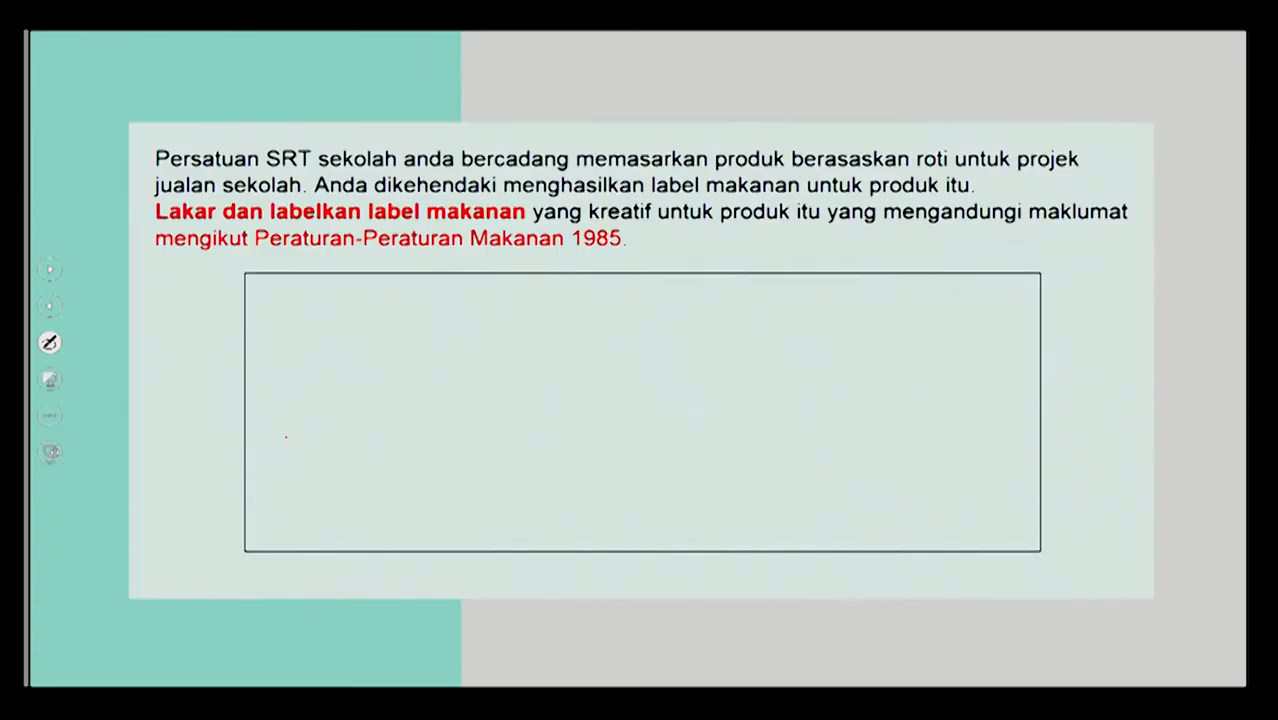 Persatuan SRT sekolah anda bercadang memasarkan produk berasaskan roti untuk projek
jualan sekolah. Anda dikehendaki menghasilkan label makanan untuk produk itu.
Lakar dan labelkan label makanan yang kreatif untuk produk itu yang mengandungi maklumat
mengikut Peraturan-Peraturan Makanan 1985.